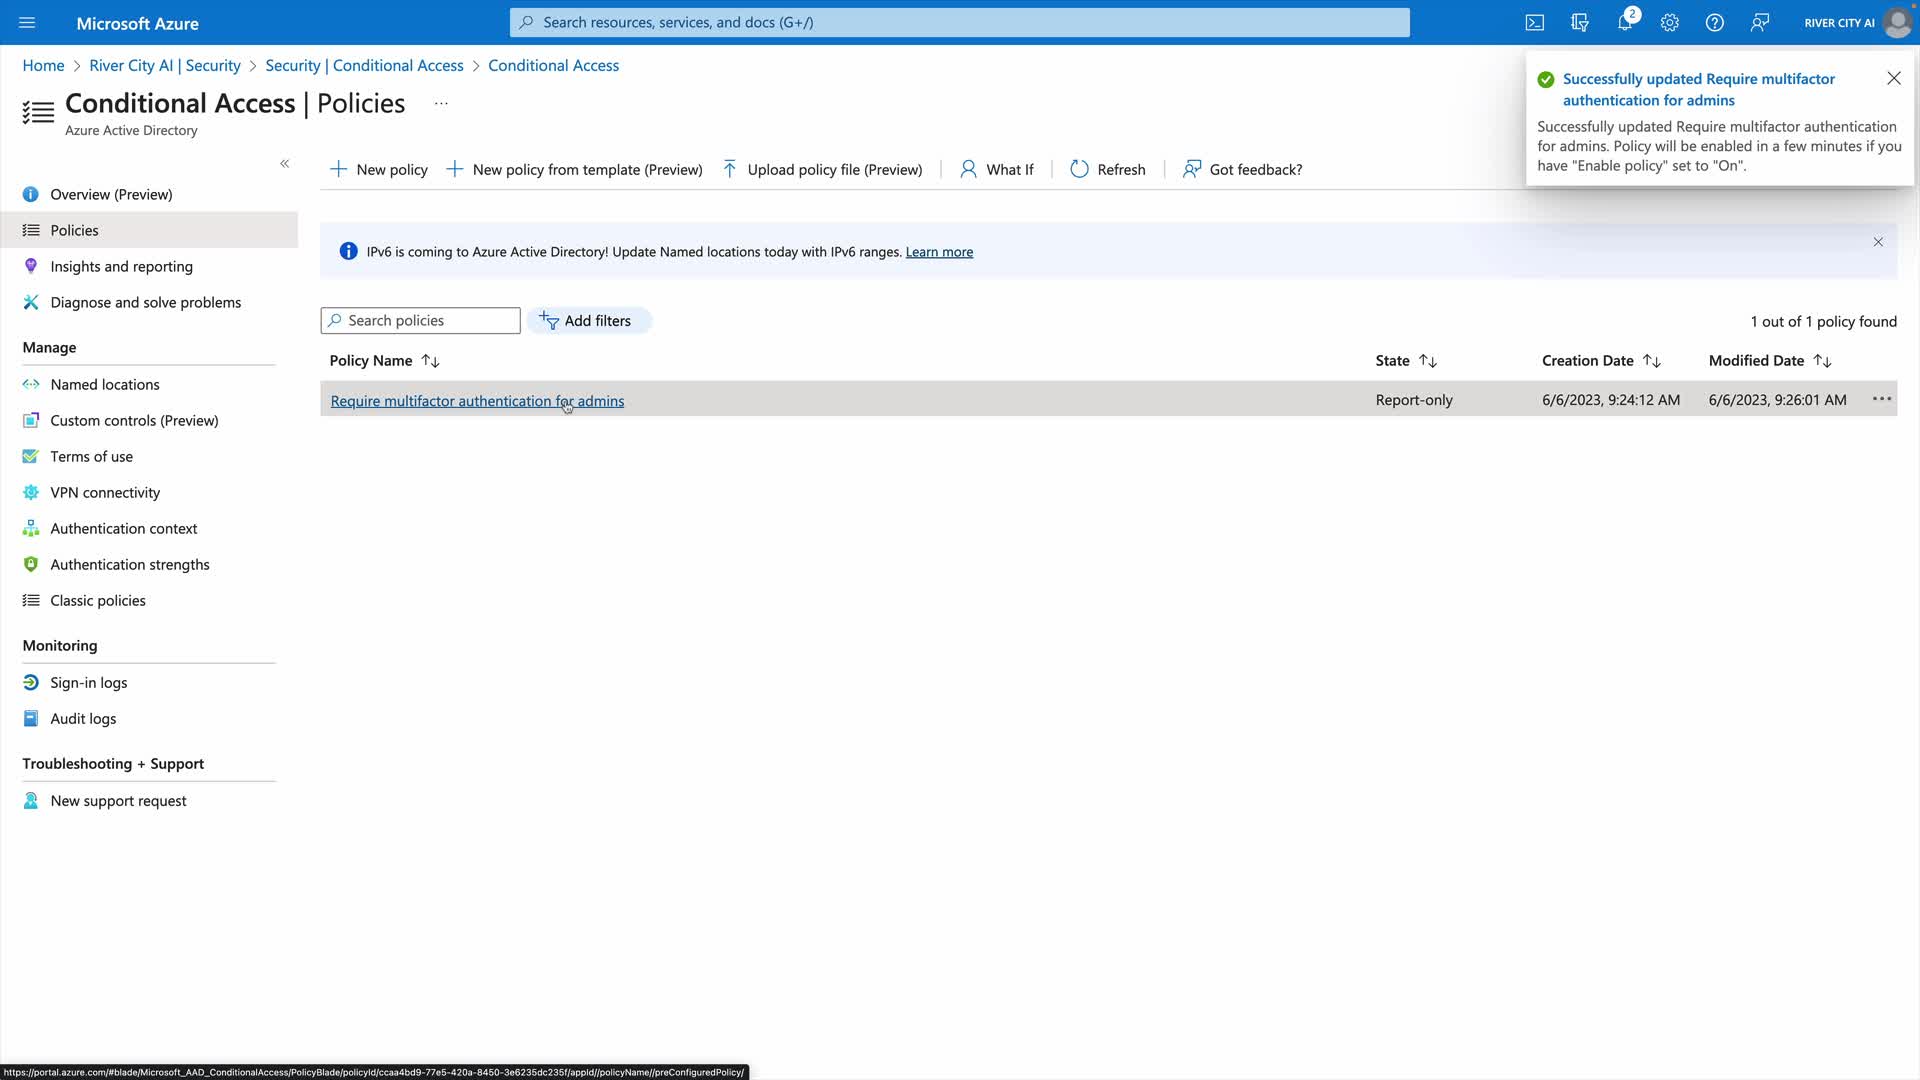 Microsoft Azure
Search resources, services, and docs (G+/)
2
RIVER CITY AI
Home > River City AI | Security > Security | Conditional Access > Conditional Access
Conditional Access | Policies ...
Azure Active Directory
Successfully updated Require multifactor
authentication for admins
Successfully updated Require multifactor authentication
for admins. Policy will be enabled in a few minutes if you
have "Enable policy" set to "On".
New policy
New policy from template (Preview)
Upload policy file (Preview)
What If
Refresh
Got feedback?
Overview (Preview)
Policies
Insights and reporting
Diagnose and solve problems
Manage
Named locations
Custom controls (Preview)
Terms of use
VPN connectivity
Authentication context
Authentication strengths
Classic policies
Monitoring
Sign-in logs
Audit logs
Troubleshooting + Support
New support request
IPv6 is coming to Azure Active Directory! Update Named locations today with IPv6 ranges. Learn more
Search policies
Add filters
1 out of 1 policy found
Policy Name
State
Creation Date
Modified Date
Require multifactor authentication for admins
Report-only
6/6/2023, 9:24:12 AM
6/6/2023, 9:26:01 AM
https://portal.azure.com/#blade/Microsoft_AAD_ConditionalAccess/PolicyBlade/policyId/ccaa4bd9-77e5-420a-8450-3e6235dc235f/appId//policyName//preConfiguredPolicy/